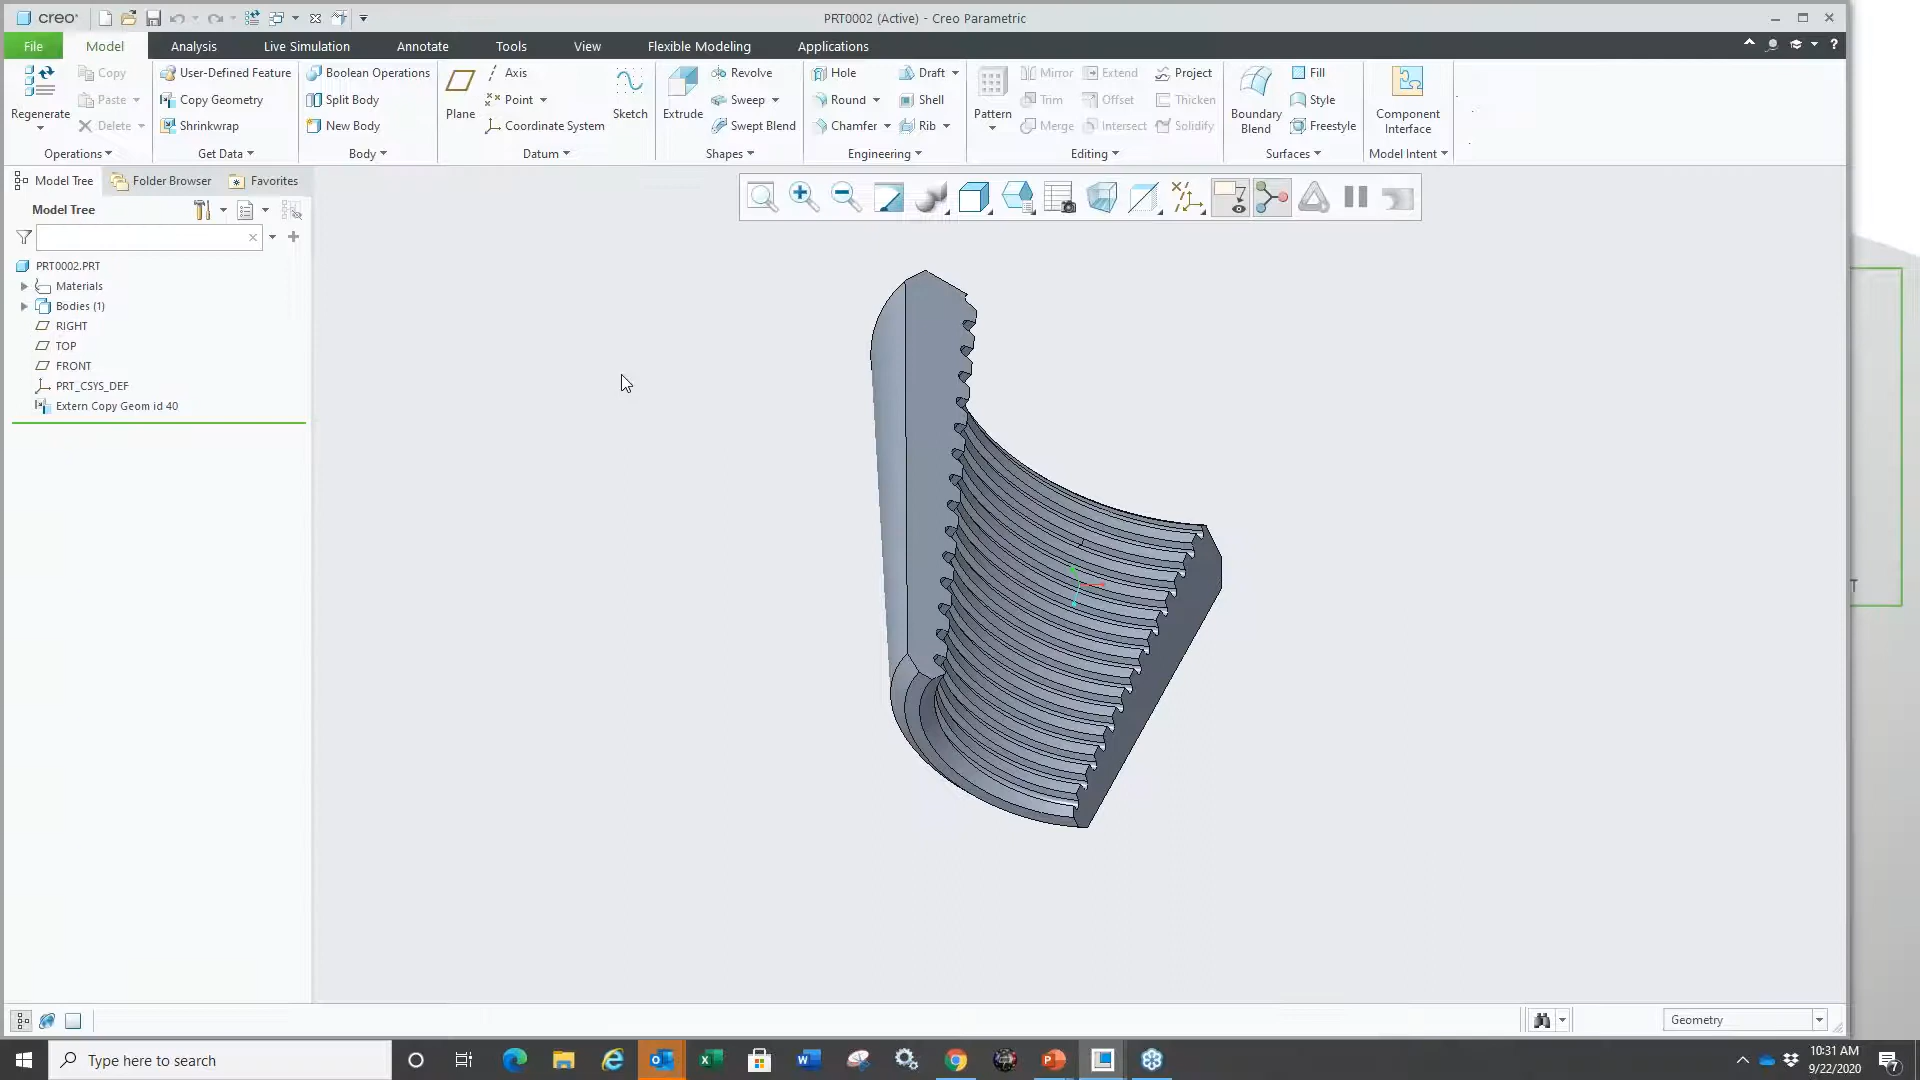 creo®
PRT0002 (Active) - Creo Parametric
File
Model
Analysis
Live Simulation
Annotate
Tools
View
Flexible Modeling
Applications
?
Regenerate
Copy
Paste
Delete
Operations
User-Defined Feature
Copy Geometry
Shrinkwrap
Get Data
Boolean Operations
Split Body
New Body
Body
Plane
Axis
Point
Coordinate System
Sketch
Datum
Extrude
Revolve
Sweep
Swept Blend
Shapes
Hole
Round
Chamfer
Draft
Shell
Rib
Engineering
Pattern
Mirror
Trim
Merge
Extend
Offset
Intersect
Project
Thicken
Solidify
Editing
Boundary
Blend
Fill
Style
Freestyle
Surfaces
Component
Interface
Model Intent
Model Tree
Folder Browser
Favorites
Model Tree
PRT0002.PRT
Materials
Bodies (1)
RIGHT
TOP
FRONT
PRT_CSYS_DEF
Extern Copy Geom id 40
T
Geometry
Type here to search
10:31 AM
9/22/2020
7